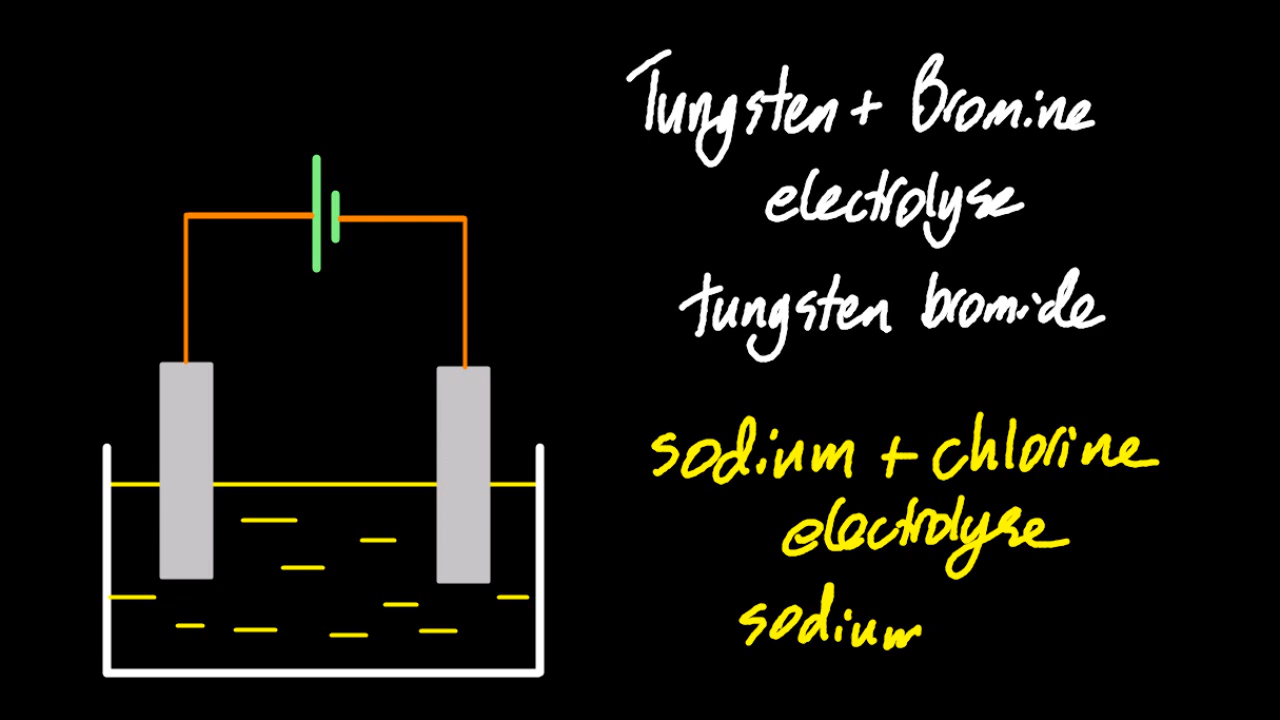 Tungsten + Bromine
electrolyse
tungsten bromide
sodium + chlorine
electrolyse
sodium